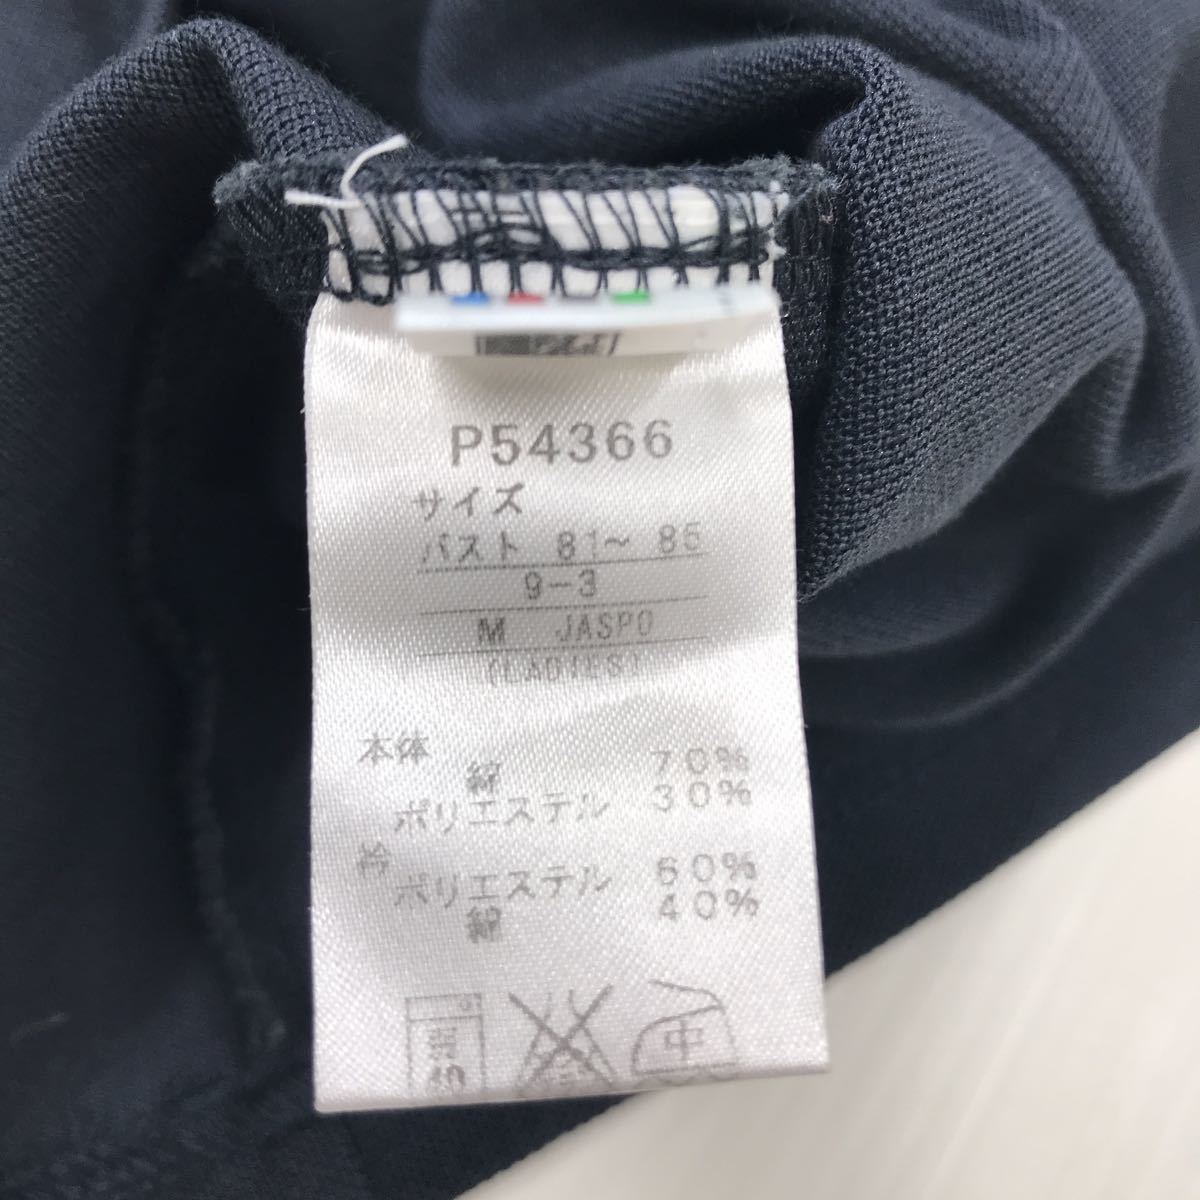 P54366
サイズ
バスト 81～ 85
9-3
M JASPO
(LADIES)
本体
綿 70%
ポリエステル 30%
衿
ポリエステル 60%
綿 40%
中